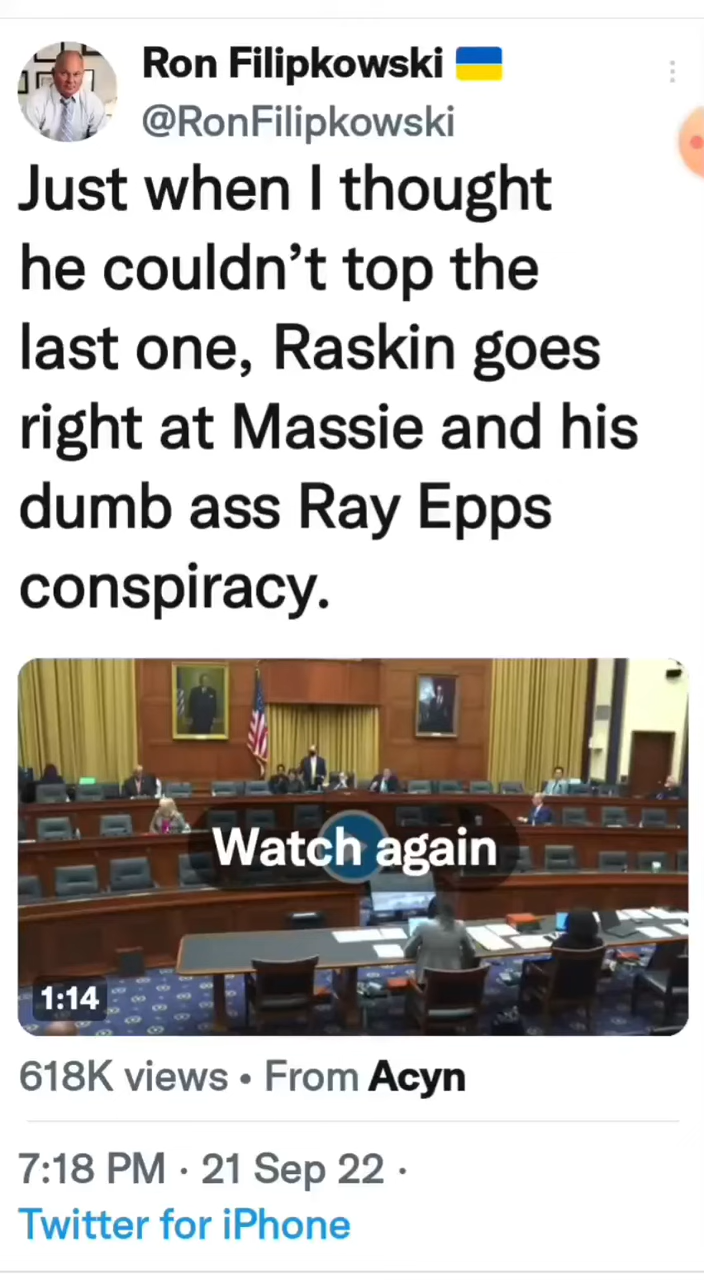 Ron Filipkowski 🇺🇦
@RonFilipkowski
Just when I thought
he couldn’t top the
last one, Raskin goes
right at Massie and his
dumb ass Ray Epps
conspiracy.
Watch again
1:14
618K views • From Acyn
7:18 PM · 21 Sep 22 ·
Twitter for iPhone